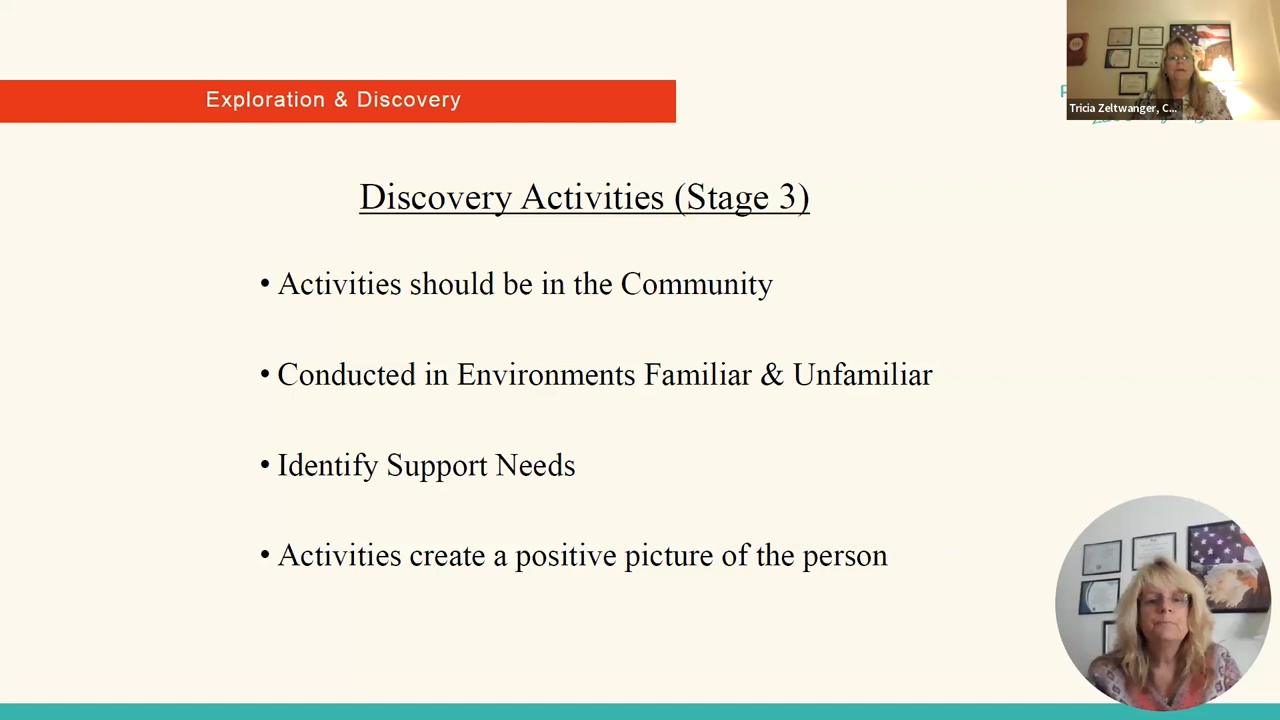 Exploration & Discovery
Tricia Zeltwanger, C...
Discovery Activities (Stage 3)
• Activities should be in the Community
• Conducted in Environments Familiar & Unfamiliar
• Identify Support Needs
• Activities create a positive picture of the person